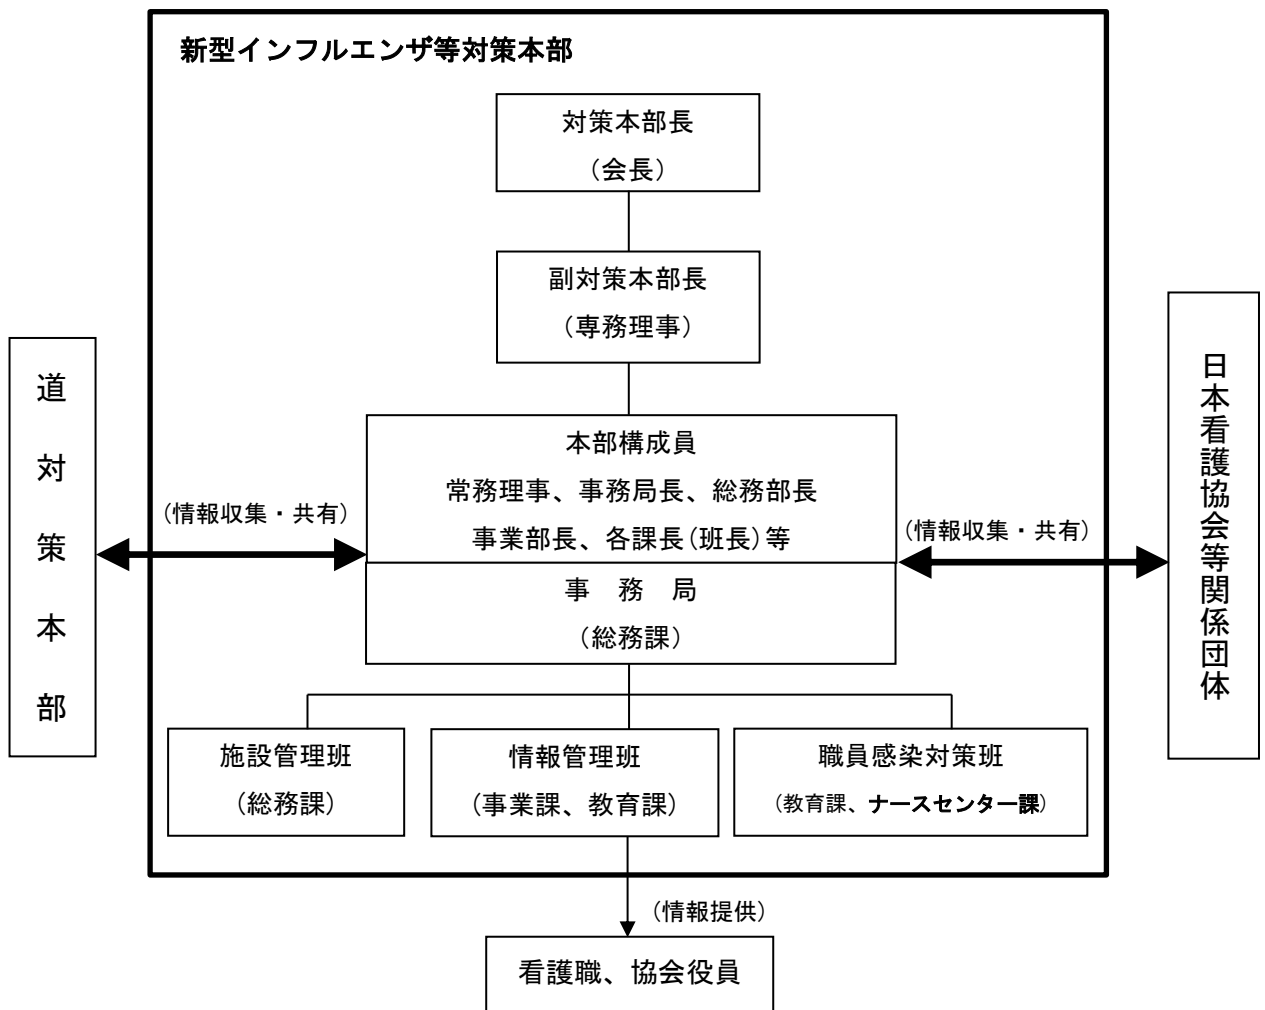 新型インフルエンザ等対策本部
対策本部長
（会長）
副対策本部長
（専務理事）
本部構成員
常務理事、事務局長、総務部長
事業部長、各課長（班長）等
事　務　局
（総務課）
道対策本部
（情報収集・共有）
（情報収集・共有）
日本看護協会等関係団体
施設管理班
（総務課）
情報管理班
（事業課、教育課）
職員感染対策班
（教育課、ナースセンター課）
（情報提供）
看護職、協会役員